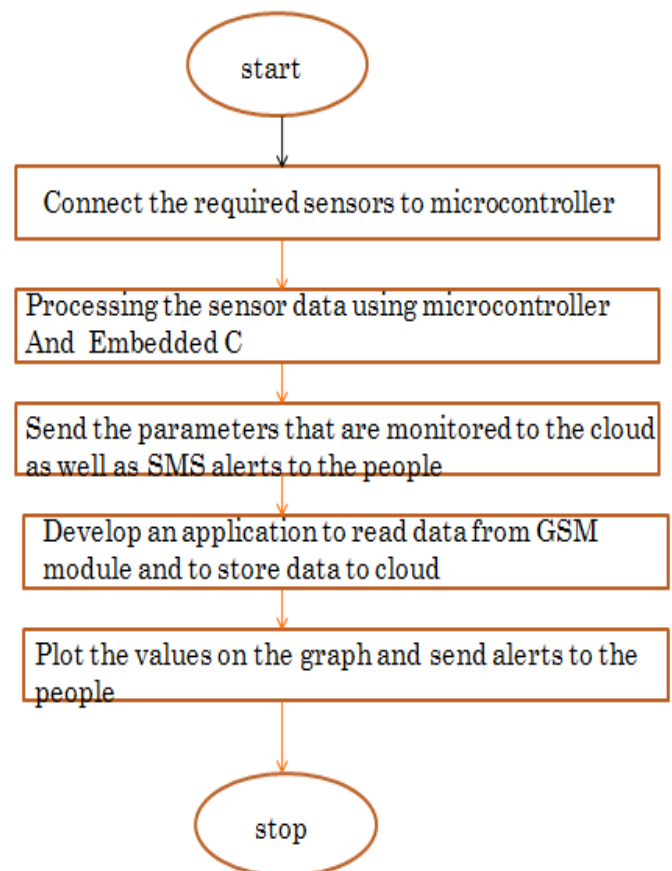 start
Connect the required sensors to microcontroller
Processing the sensor data using microcontroller
And Embedded C
Send the parameters that are monitored to the cloud
as well as SMS alerts to the people
Develop an application to read data from GSM
module and to store data to cloud
Plot the values on the graph and send alerts to the
people
stop